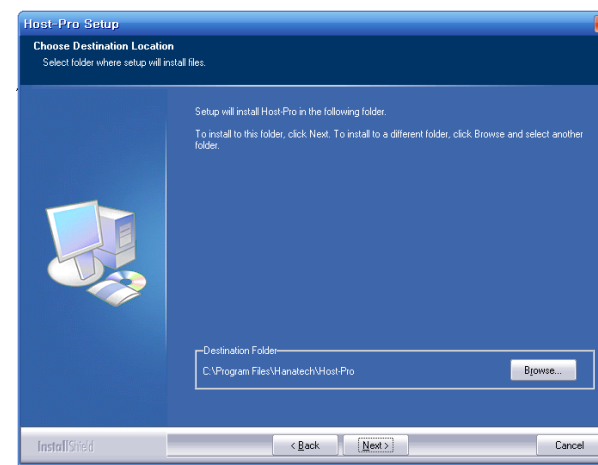 Host-Pro Setup
Choose Destination Location
Select folder where setup will install files.
Setup will install Host-Pro in the following folder.
To install to this folder, click Next. To install to a different folder, click Browse and select another
folder.
Destination Folder
C:\Program Files\Hanatech\Host-Pro
Browse...
InstallShield
< Back
Next >
Cancel